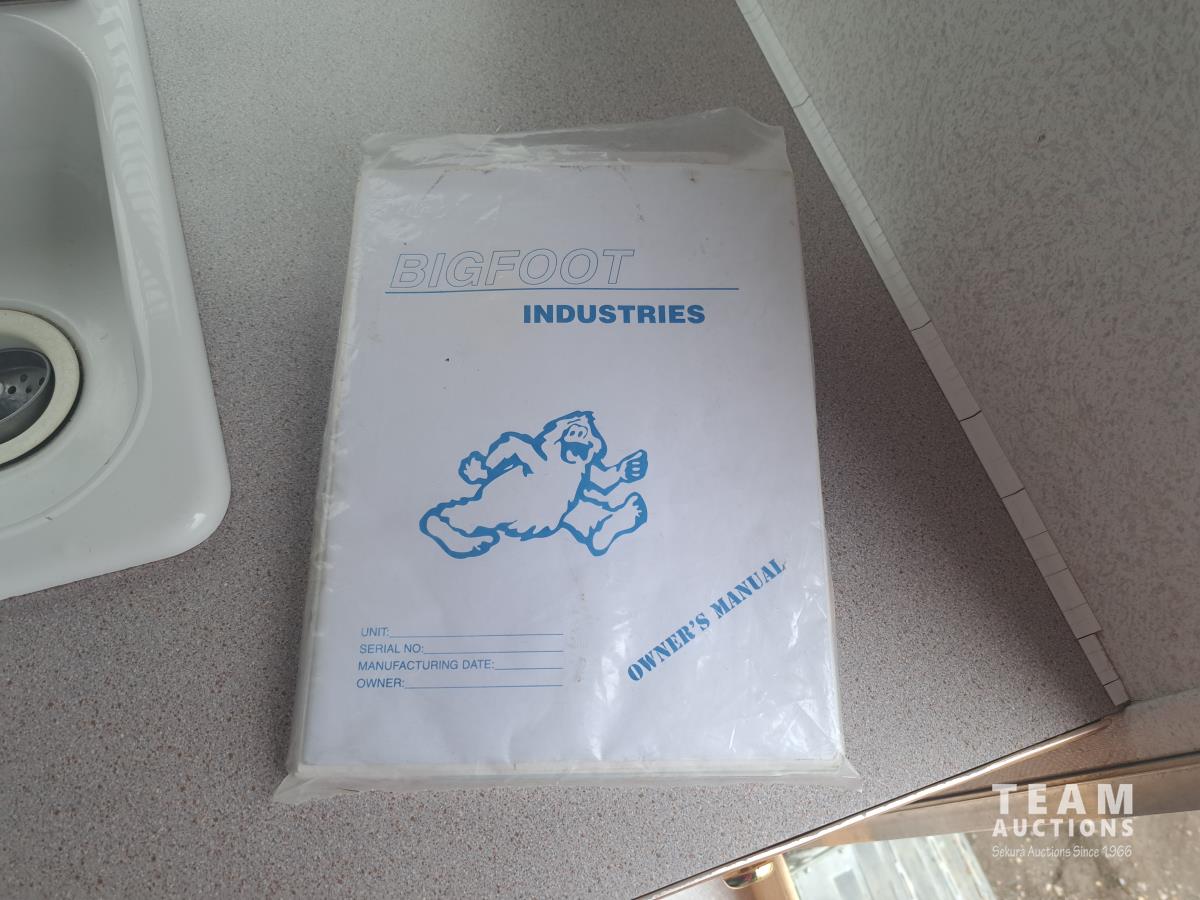 BIGFOOT
INDUSTRIES
OWNER'S MANUAL
UNIT:
SERIAL NO:
MANUFACTURING DATE:
OWNER:
TEAM
AUCTIONS
Sekura Auctions Since 1966